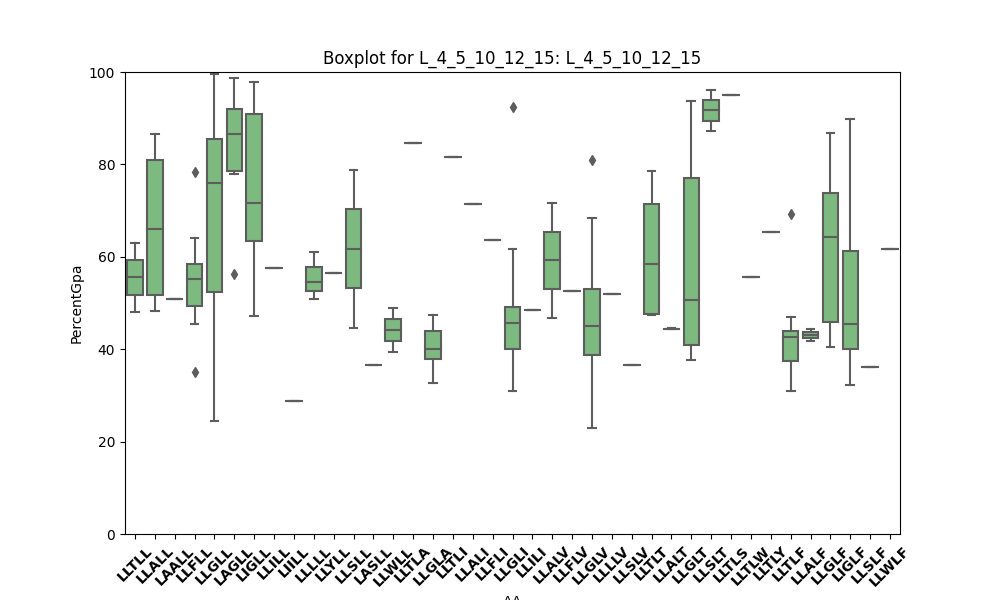 Boxplot for L_4_5_10_12_15: L_4_5_10_12_15
PercentGpa
100
80
60
40
20
0
LLTLL
LLALL
LAALL
LLFLL
LLGLL
LAGLL
LIGLL
LLILL
LIILL
LLLLL
LLYLL
LLSLL
LASLL
LLWLL
LLTLA
LLGLA
LLTLI
LLALI
LLFLI
LLGLI
LLILI
LLALV
LLFLV
LLGLV
LLLLV
LLSLV
LLTLT
LLALT
LLGLT
LLSLT
LLTLS
LLTLW
LLTLY
LLTLF
LLALF
LLGLF
LIGLF
LLSLF
LLWLF